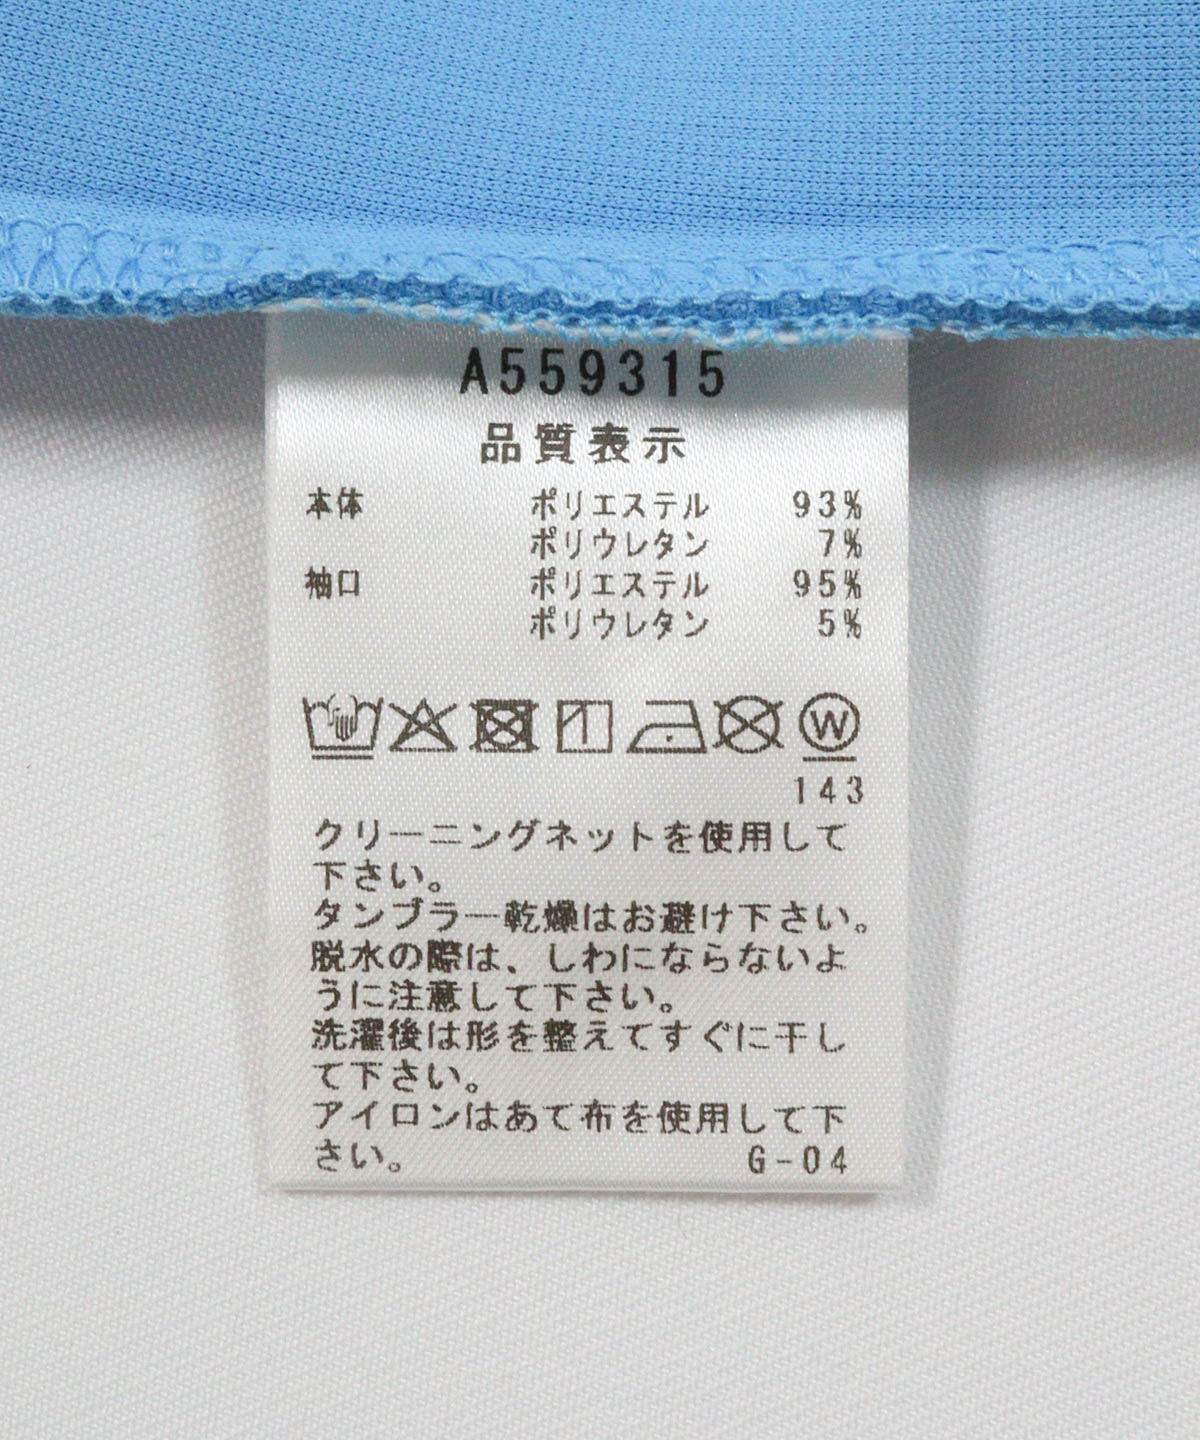 A559315
品質表示
本体 ポリエステル 93%
ポリウレタン 7%
袖口 ポリエステル 95%
ポリウレタン 5%
W
143
クリーニングネットを使用して
下さい。
タンブラー乾燥はお避け下さい。
脱水の際は、しわにならないよ
うに注意して下さい。
洗濯後は形を整えてすぐに干し
て下さい。
アイロンはあて布を使用して下
さい。 G-04